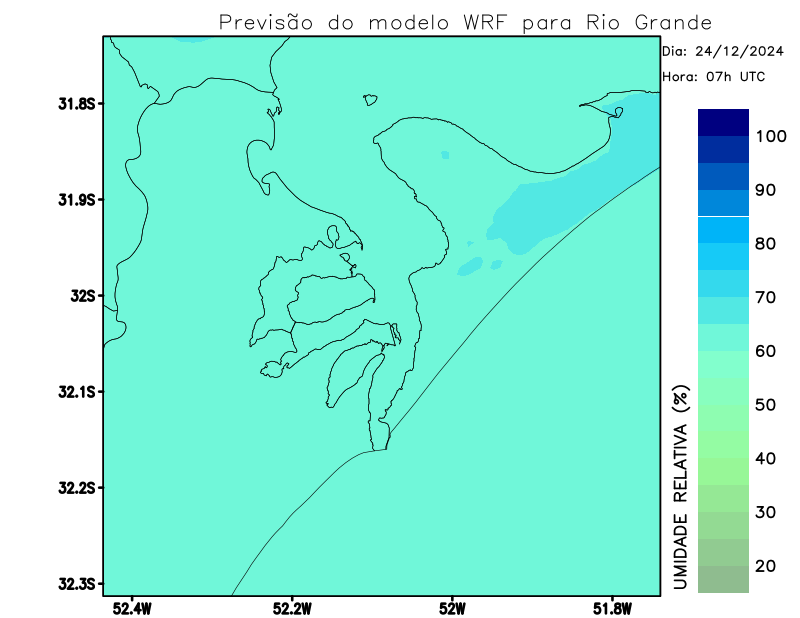 Previsão do modelo WRF para Rio Grande
Dia: 24/12/2024
Hora: 07h UTC
31.8S
31.9S
32S
32.1S
32.2S
32.3S
52.4W
52.2W
52W
51.8W
100
90
80
70
60
50
40
30
20
UMIDADE RELATIVA (%)